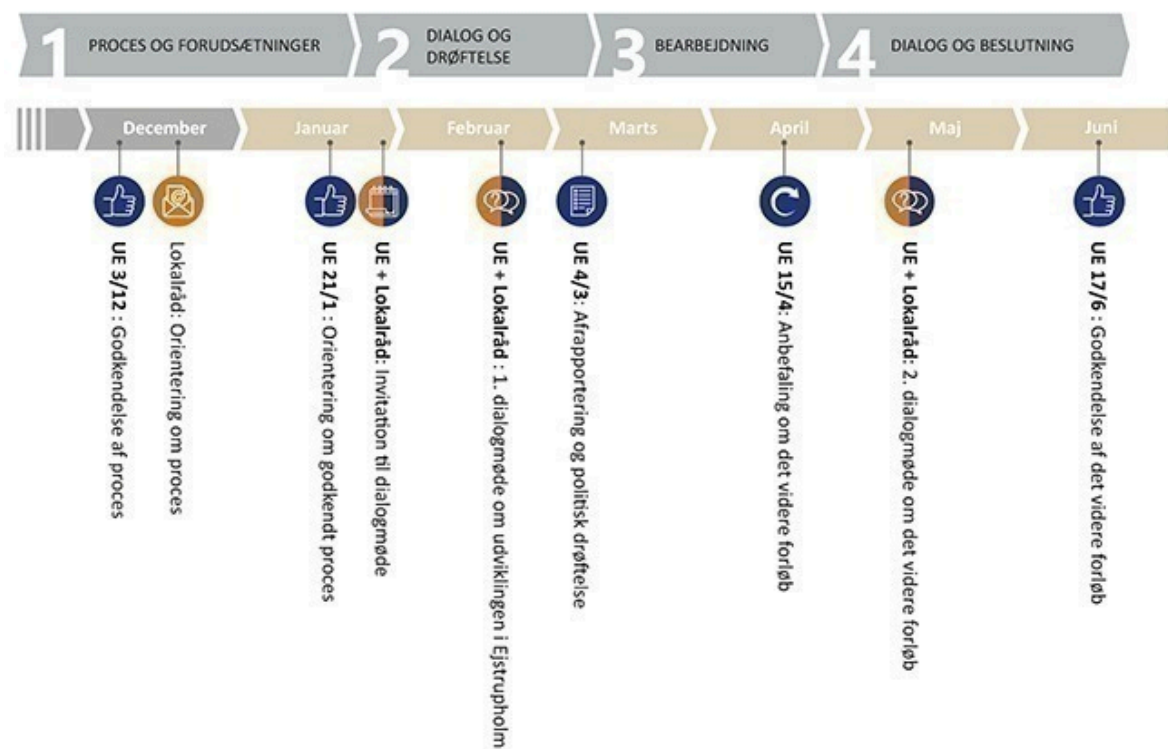 1 PROCES OG FORUDSÆTNINGER
2 DIALOG OG
DRØFTELSE
3 BEARBEJDNING
4 DIALOG OG BESLUTNING
December
Januar
Februar
Marts
April
Maj
Juni
UE 3/12 : Godkendelse af proces
Lokalråd: Orientering om proces
UE 21/1 : Orientering om godkendt proces
UE + Lokalråd: Invitation til dialogmøde
UE + Lokalråd : 1. dialogmøde om udviklingen i Ejstrupholm
UE 4/3: Afrapportering og politisk drøftelse
UE 15/4: Anbefaling om det videre forløb
UE + Lokalråd: 2. dialogmøde om det videre forløb
UE 17/6 : Godkendelse af det videre forløb